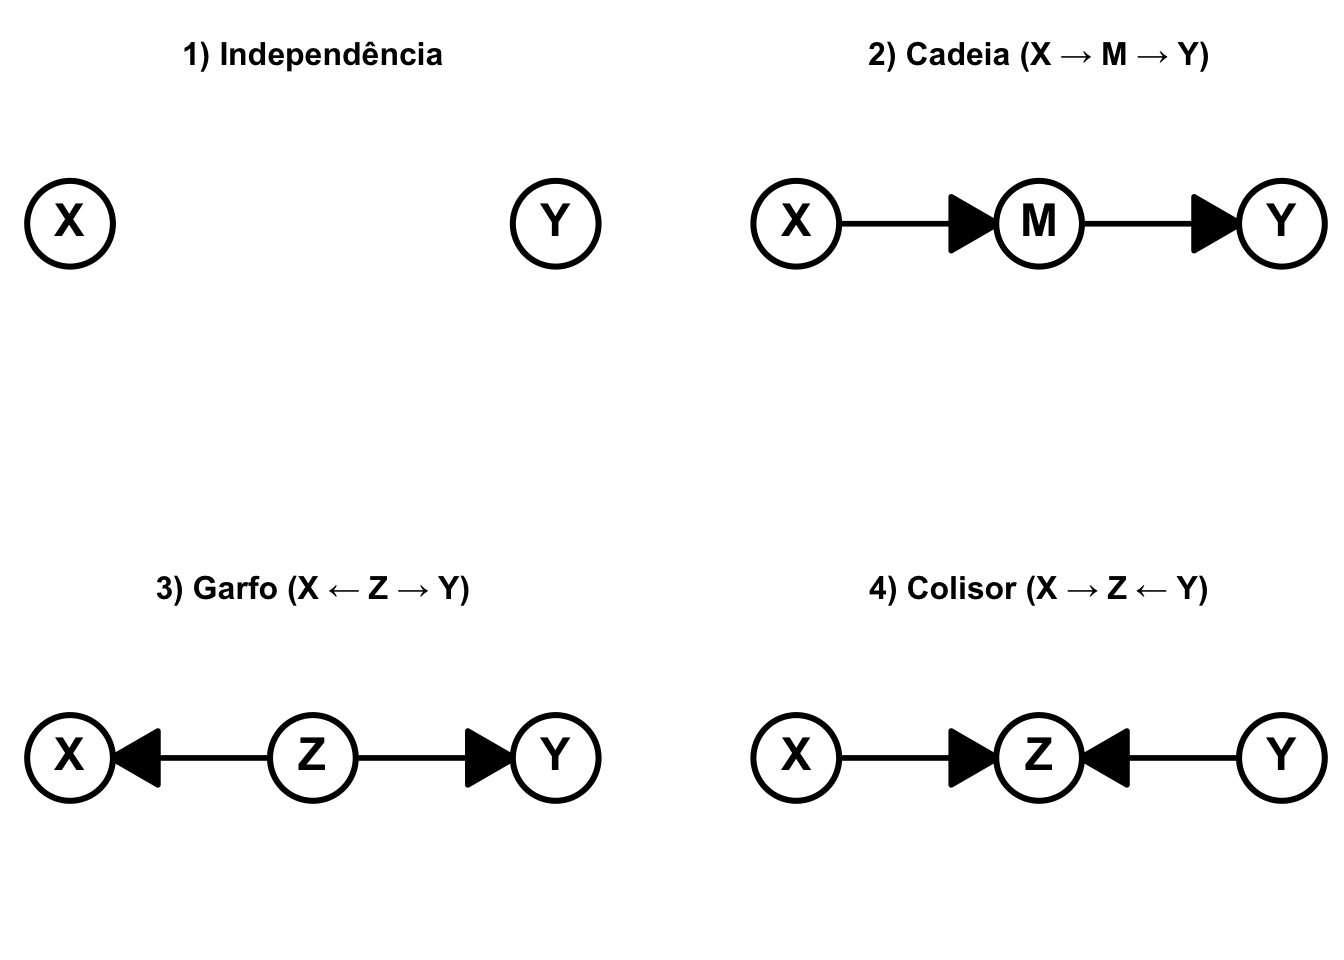 1) Independência
2) Cadeia (X → M → Y)
X
Y
X
M
Y
3) Garfo (X ← Z → Y)
4) Colisor (X → Z ← Y)
X
Z
Y
X
Z
Y